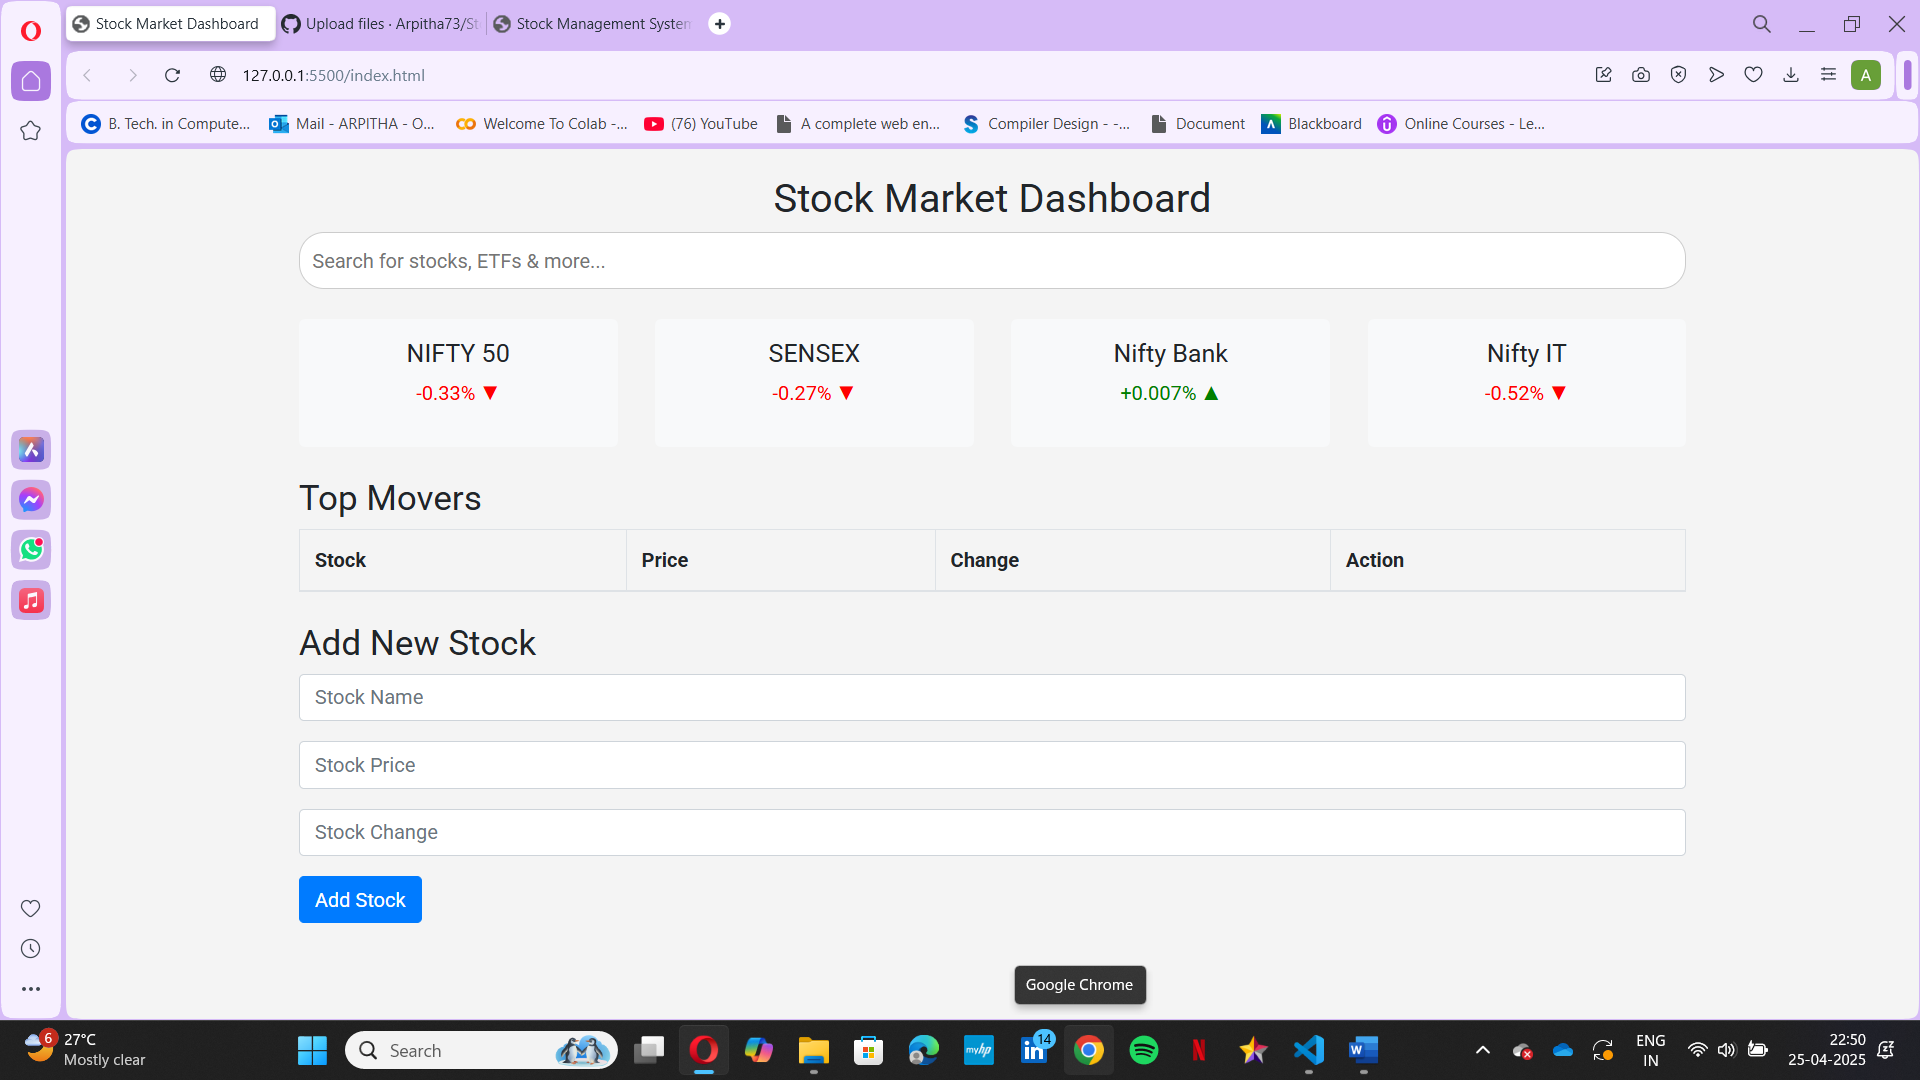 Stock Market Dashboard
Upload files · Arpitha73/St
Stock Management System
127.0.0.1:5500/index.html
A
B. Tech. in Compute...
Mail - ARPITHA - O...
Welcome To Colab -...
(76) YouTube
A complete web en...
Compiler Design - -...
Document
Blackboard
Online Courses - Le...
Stock Market Dashboard
Search for stocks, ETFs & more...
NIFTY 50
-0.33% ▼
SENSEX
-0.27% ▼
Nifty Bank
+0.007% ▲
Nifty IT
-0.52% ▼
Top Movers
Stock Price Change Action
Add New Stock
Stock Name
Stock Price
Stock Change
Add Stock
Google Chrome
6
27°C
Mostly clear
Search
myhp
14
ENG
IN
22:50
25-04-2025